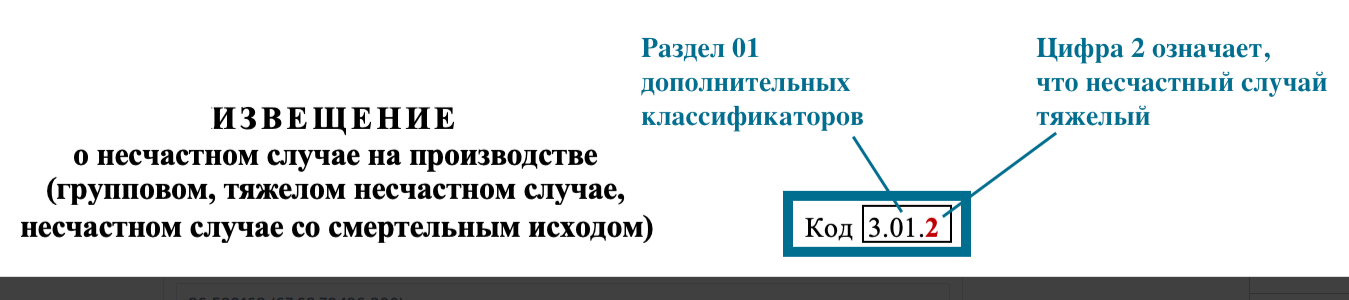 Раздел 01
дополнительных
классификаторов
Цифра 2 означает,
что несчастный случай
тяжелый
ИЗВЕЩЕНИЕ
о несчастном случае на производстве
(групповом, тяжелом несчастном случае,
несчастном случае со смертельным исходом)
Код 3.01.2